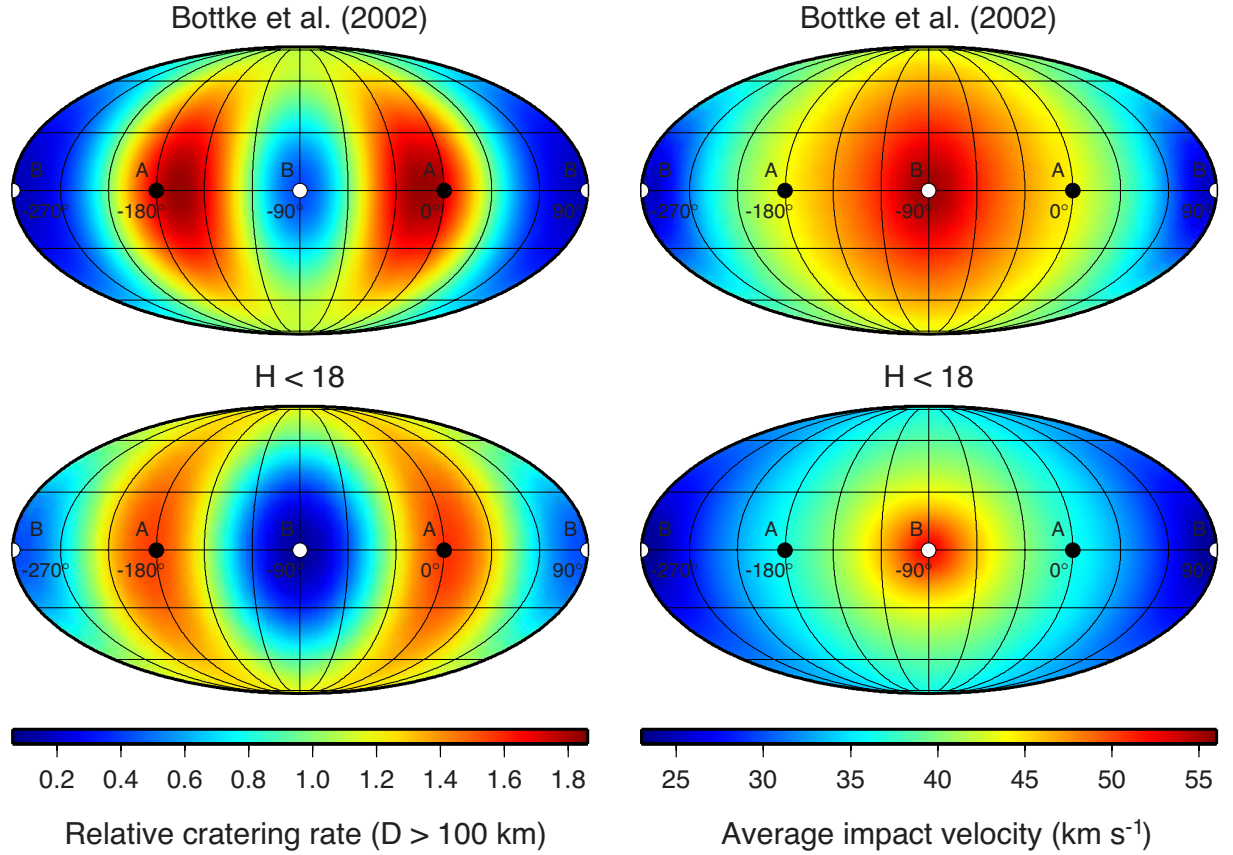 Bottke et al. (2002)
Bottke et al. (2002)
B A B A B
-270° -180° -90° 0° 90°
B A B A B
-270° -180° -90° 0° 90°
H < 18
H < 18
B A B A B
-270° -180° -90° 0° 90°
B A B A B
-270° -180° -90° 0° 90°
0.2 0.4 0.6 0.8 1.0 1.2 1.4 1.6 1.8
Relative cratering rate (D > 100 km)
25 30 35 40 45 50 55
Average impact velocity (km s⁻¹)